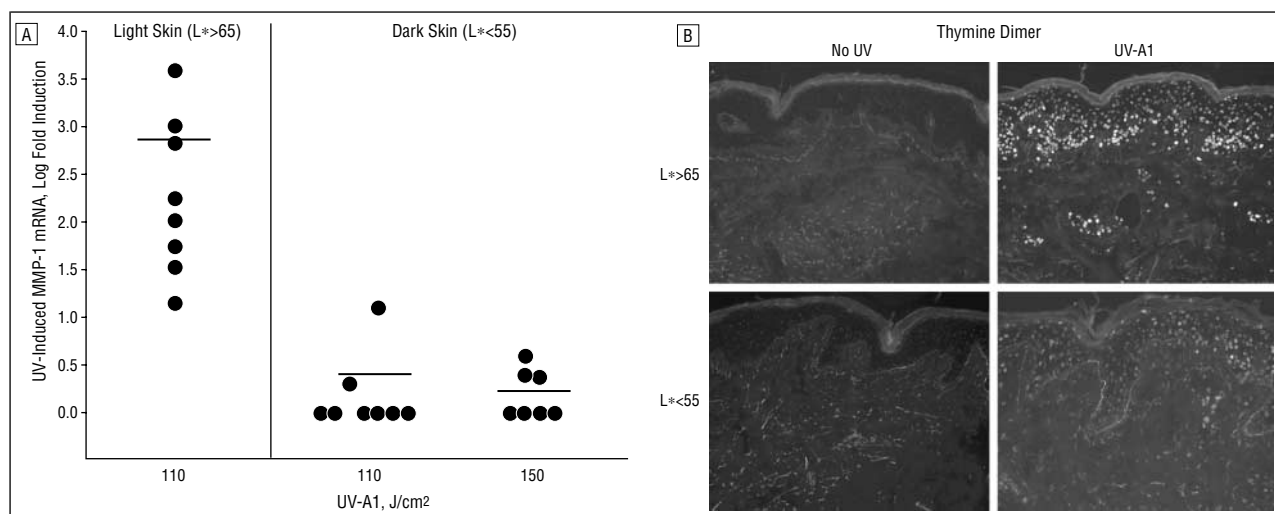 A
Light Skin (L*>65)
Dark Skin (L*<55)
UV-Induced MMP-1 mRNA, Log Fold Induction
4.0
3.5
3.0
2.5
2.0
1.5
1.0
0.5
0.0
110
110
150
UV-A1, J/cm2
B
Thymine Dimer
No UV
UV-A1
L*>65
L*<55